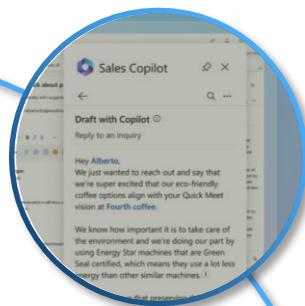 Sales Copilot
Draft with Copilot
Reply to an inquiry
Hey Alberto,
We just wanted to reach out and say that
we're super excited that our eco-friendly
coffee options align with your Quick Meet
vision at Fourth coffee.
We know how important it is to take care of
the environment and we're doing our part by
using Energy Star machines that are Green
Seal certified, which means they use a lot less
energy than other similar machines. 1
that preserving